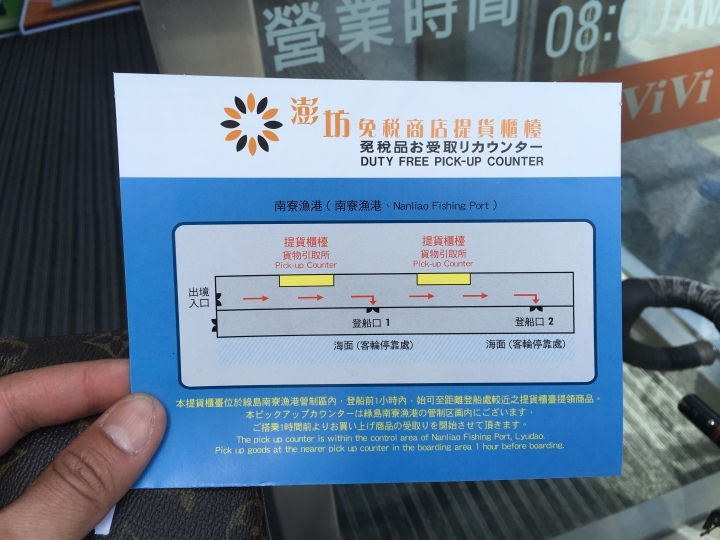 營業時間
08:00AM
ViVi
澎坊免税商店提貨櫃檯
免税品お受取リカウンター
DUTY FREE PICK-UP COUNTER
南寮漁港（南寮漁港、Nanliao Fishing Port）
提貨櫃檯
貨物引取所
Pick-up Counter
提貨櫃檯
貨物引取所
Pick-up Counter
出境
入口
登船口 1
登船口 2
海面（客輪停靠處）
海面（客輪停靠處）
本提貨櫃檯位於綠島南寮漁港管制區內，登船前1小時內，始可至距離登船處較近之提貨櫃檯提領商品。
本ピックアップカウンターは綠島南寮漁港の管制区画内にございます，
ご搭乗1時間前よりお買い上げ商品の受取りを開始させて頂きます。
The pick up counter is within the control area of Nanliao Fishing Port, Lyudao.
Pick up goods at the nearer pick up counter in the boarding area 1 hour before boarding.